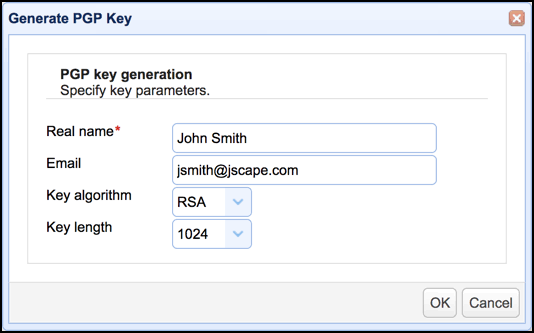 Generate PGP Key
PGP key generation
Specify key parameters.
Real name* John Smith
Email jsmith@jscape.com
Key algorithm RSA
Key length 1024
OK Cancel